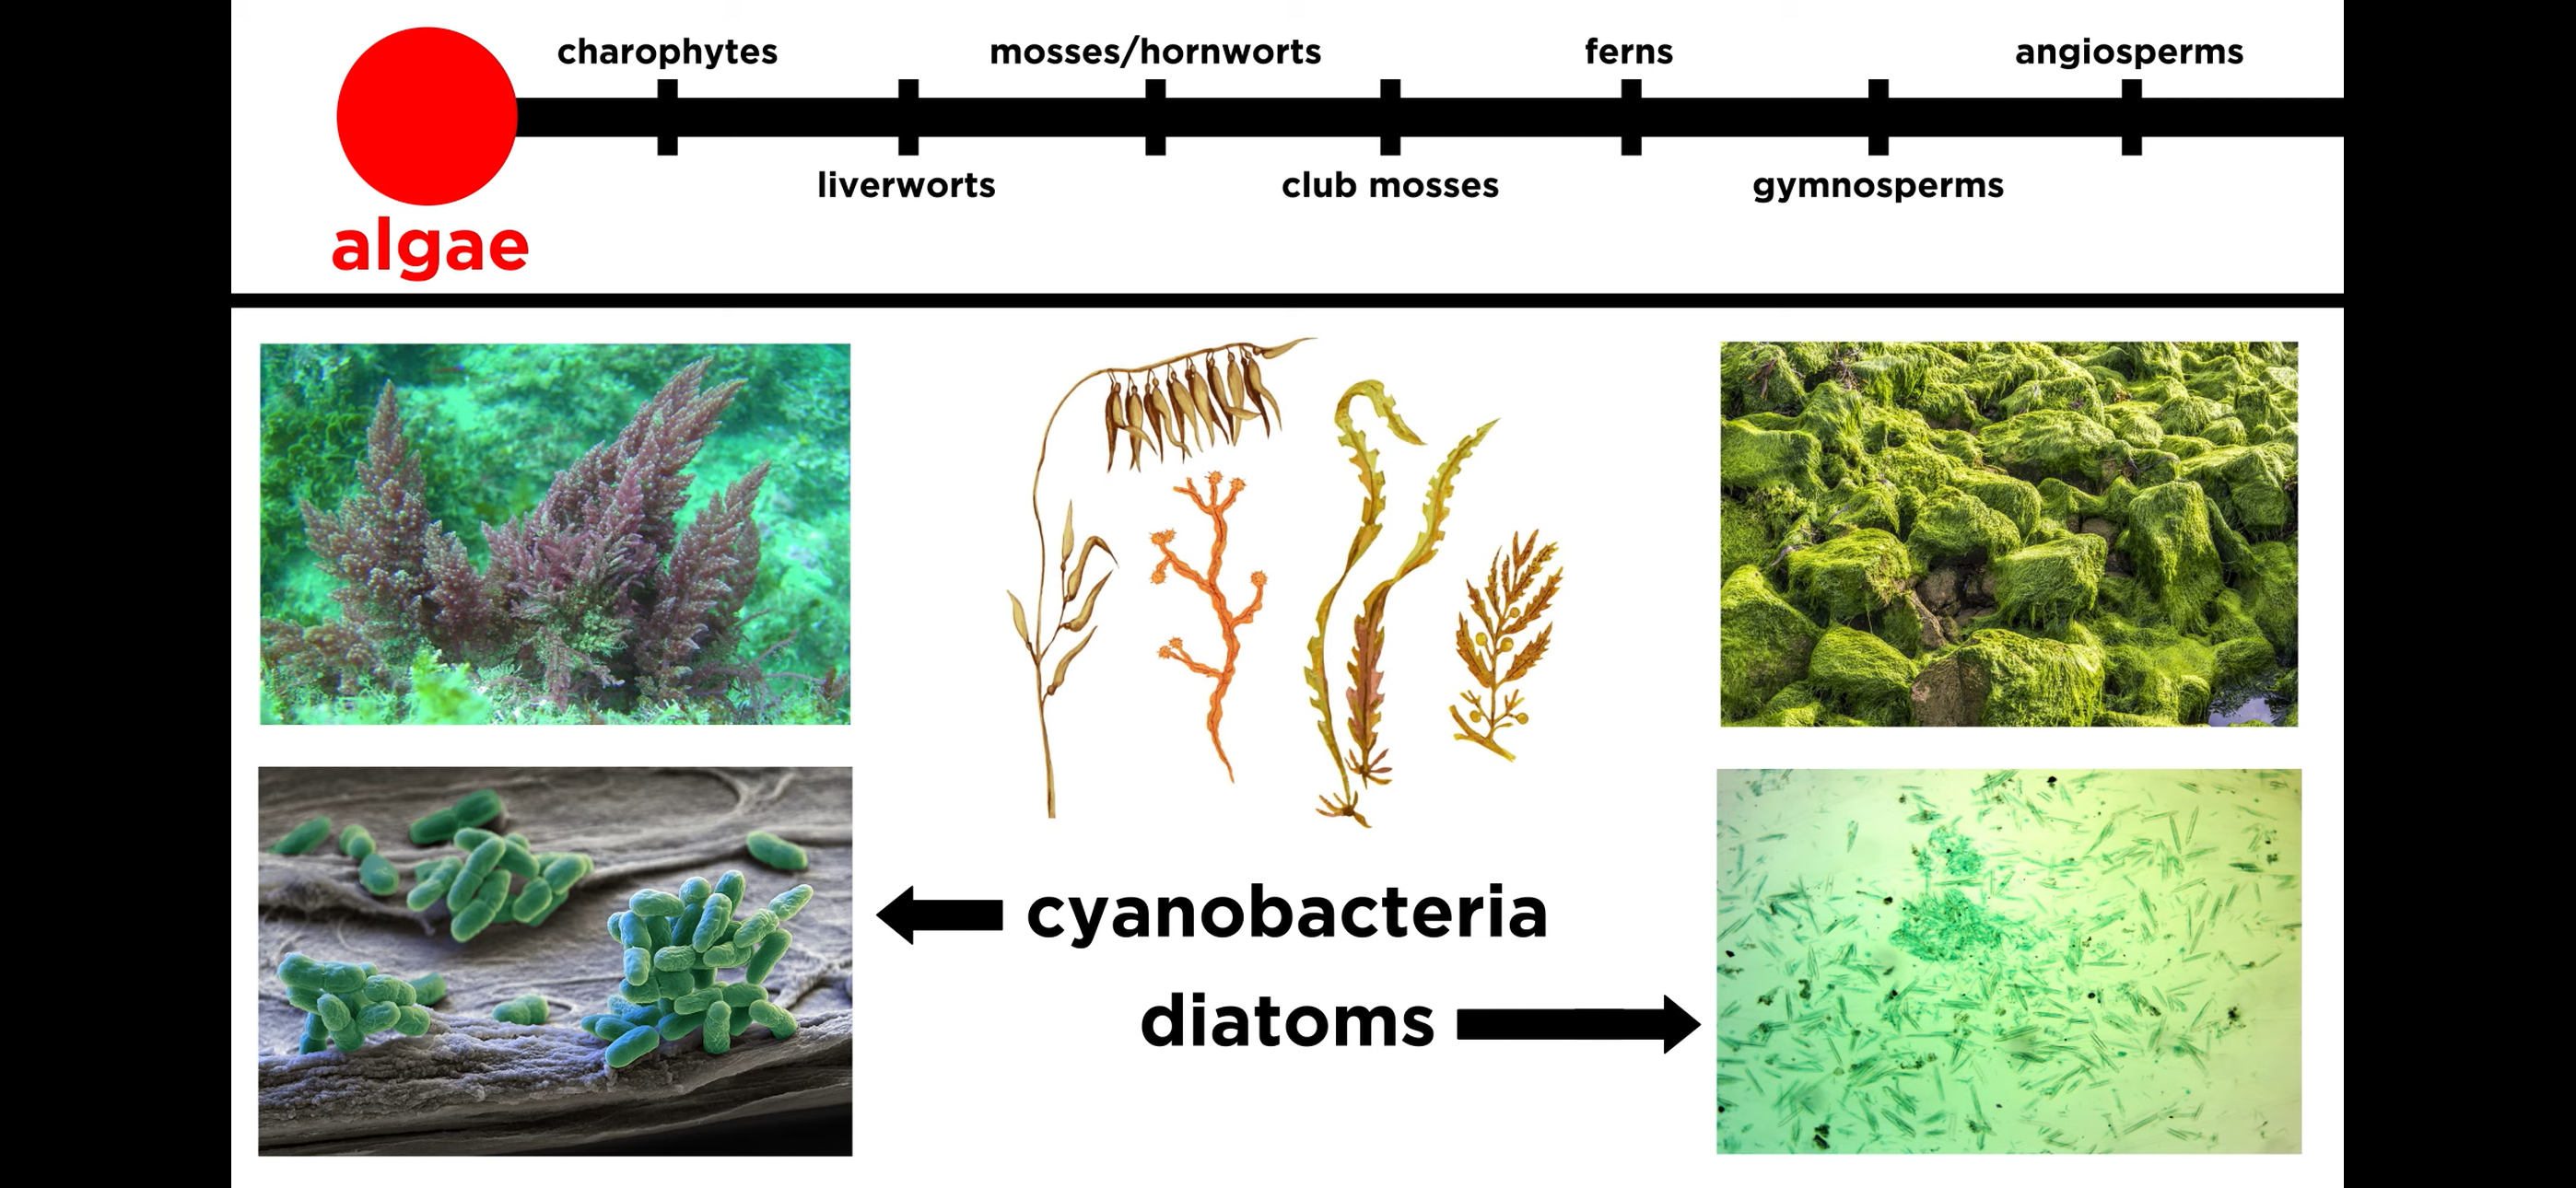 charophytes
mosses/hornworts
ferns
angiosperms
liverworts
club mosses
gymnosperms
algae
cyanobacteria
diatoms